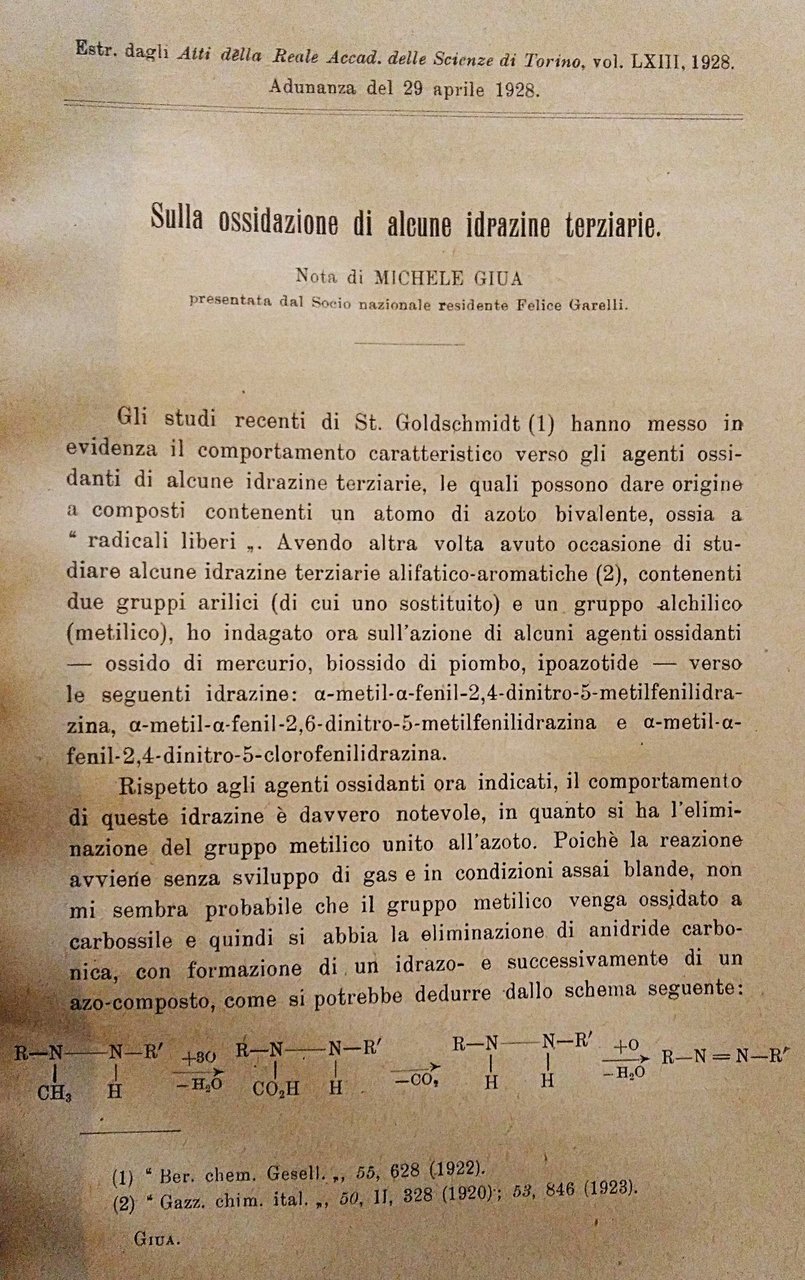 Estr. dagli Atti della Reale Accad. delle Scienze di Torino, vol. LXIII, 1928.
Adunanza del 29 aprile 1928.
Sulla ossidazione di alcune idrazine terziarie.
Nota di MICHELE GIUA
presentata dal Socio nazionale residente Felice Garelli.
Gli studi recenti di St. Goldschmidt (1) hanno messo in
evidenza il comportamento caratteristico verso gli agenti ossi-
danti di alcune idrazine terziarie, le quali possono dare origine
a composti contenenti un atomo di azoto bivalente, ossia a
“ radicali liberi „. Avendo altra volta avuto occasione di stu-
diare alcune idrazine terziarie alifatico-aromatiche (2), contenenti
due gruppi arilici (di cui uno sostituito) e un gruppo alchilico
(metilico), ho indagato ora sull'azione di alcuni agenti ossidanti
— ossido di mercurio, biossido di piombo, ipoazotide — verso
le seguenti idrazine: α-metil-α-fenil-2,4-dinitro-5-metilfenilidra-
zina, α-metil-α-fenil-2,6-dinitro-5-metilfenilidrazina e α-metil-α-
fenil-2,4-dinitro-5-clorofenilidrazina.
Rispetto agli agenti ossidanti ora indicati, il comportamento
di queste idrazine è davvero notevole, in quanto si ha l'elimi-
nazione del gruppo metilico unito all'azoto. Poichè la reazione
avviene senza sviluppo di gas e in condizioni assai blande, non
mi sembra probabile che il gruppo metilico venga ossidato a
carbossile e quindi si abbia la eliminazione di anidride carbo-
nica, con formazione di un idrazo- e successivamente di un
azo-composto, come si potrebbe dedurre dallo schema seguente:
R—N——N—R′ +3O R—N——N—R′ R—N——N—R′ +O R—N=N—R′
| | −H₂O | | −CO₂ | | −H₂O
CH₃ H CO₂H H H H
(1) “ Ber. chem. Gesell. „, 55, 628 (1922).
(2) “ Gazz. chim. ital. „, 50, II, 328 (1920); 53, 846 (1923).
GIUA.